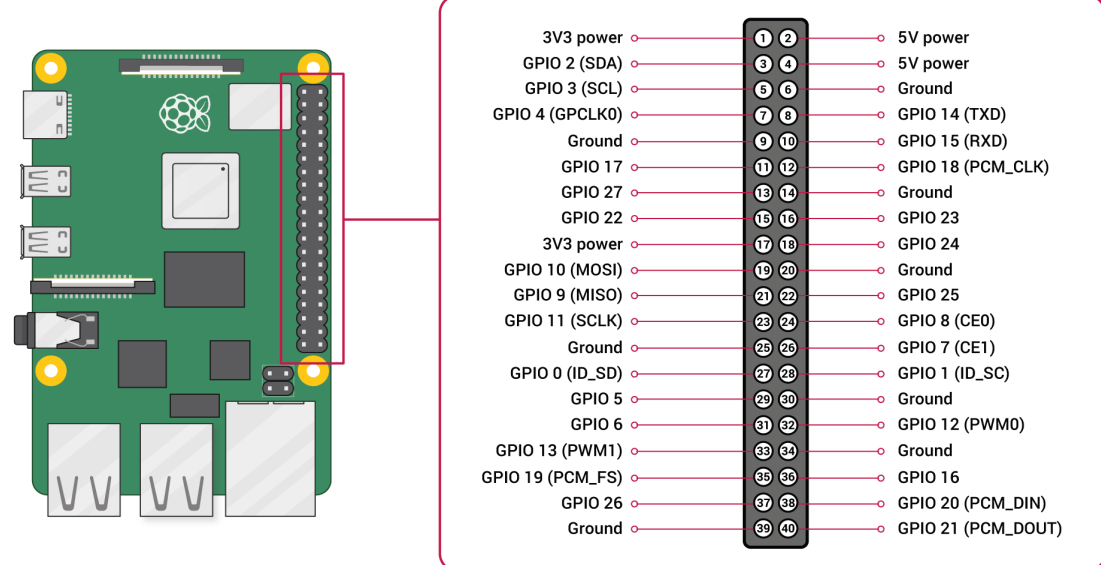 3V3 power 1 2 5V power
GPIO 2 (SDA) 3 4 5V power
GPIO 3 (SCL) 5 6 Ground
GPIO 4 (GPCLK0) 7 8 GPIO 14 (TXD)
Ground 9 10 GPIO 15 (RXD)
GPIO 17 11 12 GPIO 18 (PCM_CLK)
GPIO 27 13 14 Ground
GPIO 22 15 16 GPIO 23
3V3 power 17 18 GPIO 24
GPIO 10 (MOSI) 19 20 Ground
GPIO 9 (MISO) 21 22 GPIO 25
GPIO 11 (SCLK) 23 24 GPIO 8 (CE0)
Ground 25 26 GPIO 7 (CE1)
GPIO 0 (ID_SD) 27 28 GPIO 1 (ID_SC)
GPIO 5 29 30 Ground
GPIO 6 31 32 GPIO 12 (PWM0)
GPIO 13 (PWM1) 33 34 Ground
GPIO 19 (PCM_FS) 35 36 GPIO 16
GPIO 26 37 38 GPIO 20 (PCM_DIN)
Ground 39 40 GPIO 21 (PCM_DOUT)